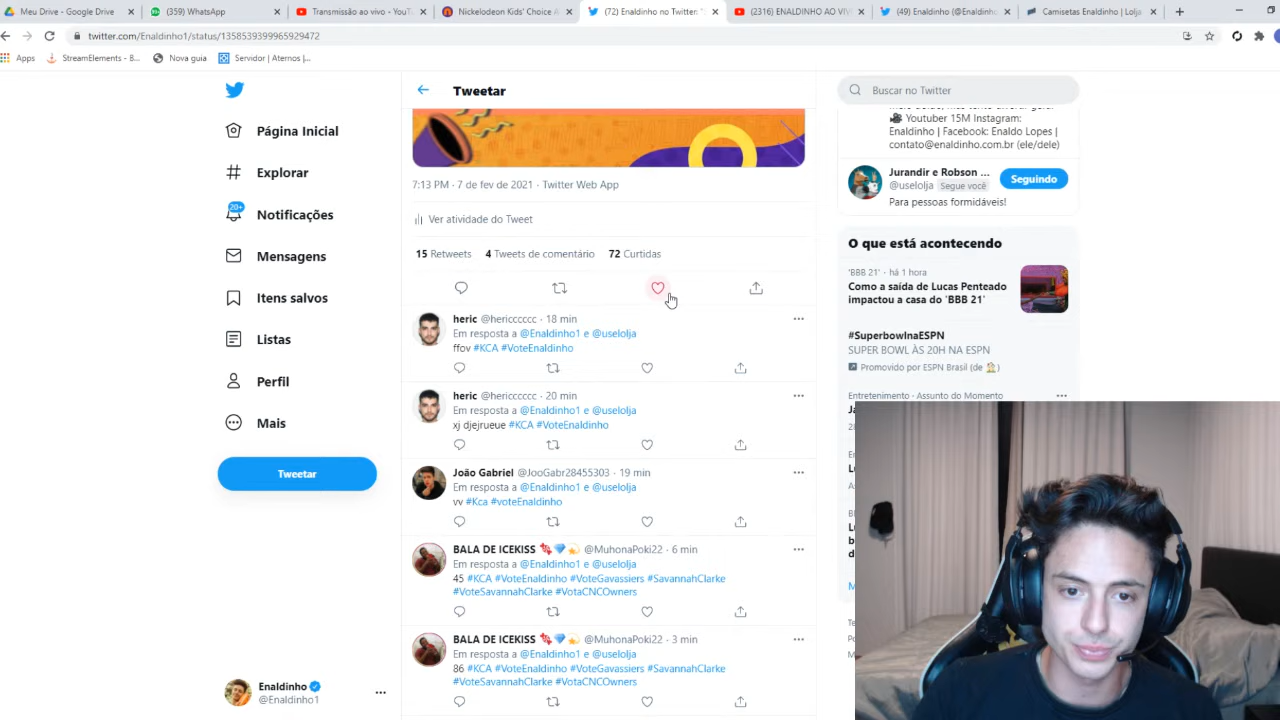 Meu Drive - Google Drive
(359) WhatsApp
Transmissão ao vivo - You
Nickelodeon Kids' Choice A
(72) Enaldinho no Twitter: "
(2316) ENALDINHO AO VIV
(49) Enaldinho (@Enaldinho
Camisetas Enaldinho | Lolja
twitter.com/Enaldinho1/status/1358539399965929472
Apps
StreamElements - B...
Nova guia
Servidor | Aternos |...
Página Inicial
Explorar
20+
Notificações
Mensagens
Itens salvos
Listas
Perfil
Mais
Tweetar
Enaldinho
@Enaldinho1
Tweetar
7:13 PM · 7 de fev de 2021 · Twitter Web App
Ver atividade do Tweet
15 Retweets 4 Tweets de comentário 72 Curtidas
heric @hericccccc · 18 min
Em resposta a @Enaldinho1 e @uselolja
ffov #KCA #VoteEnaldinho
heric @hericccccc · 20 min
Em resposta a @Enaldinho1 e @uselolja
xj djejrueue #KCA #VoteEnaldinho
João Gabriel @JooGabr28455303 · 19 min
Em resposta a @Enaldinho1 e @uselolja
vv #Kca #voteEnaldinho
BALA DE ICEKISS @MuhonaPoki22 · 6 min
Em resposta a @Enaldinho1 e @uselolja
45 #KCA #VoteEnaldinho #VoteGavassiers #SavannahClarke
#VoteSavannahClarke #VotaCNCOwners
BALA DE ICEKISS @MuhonaPoki22 · 3 min
Em resposta a @Enaldinho1 e @uselolja
86 #KCA #VoteEnaldinho #VoteGavassiers #SavannahClarke
#VoteSavannahClarke #VotaCNCOwners
Buscar no Twitter
Youtuber 15M Instagram:
Enaldinho | Facebook: Enaldo Lopes |
contato@enaldinho.com.br (ele/dele)
Jurandir e Robson ...
@uselolja Segue você
Seguindo
Para pessoas formidáveis!
O que está acontecendo
'BBB 21' · há 1 hora
Como a saída de Lucas Penteado
impactou a casa do 'BBB 21'
#SuperbowlnaESPN
SUPER BOWL ÀS 20H NA ESPN
Promovido por ESPN Brasil (de)
Entretenimento · Assunto do Momento